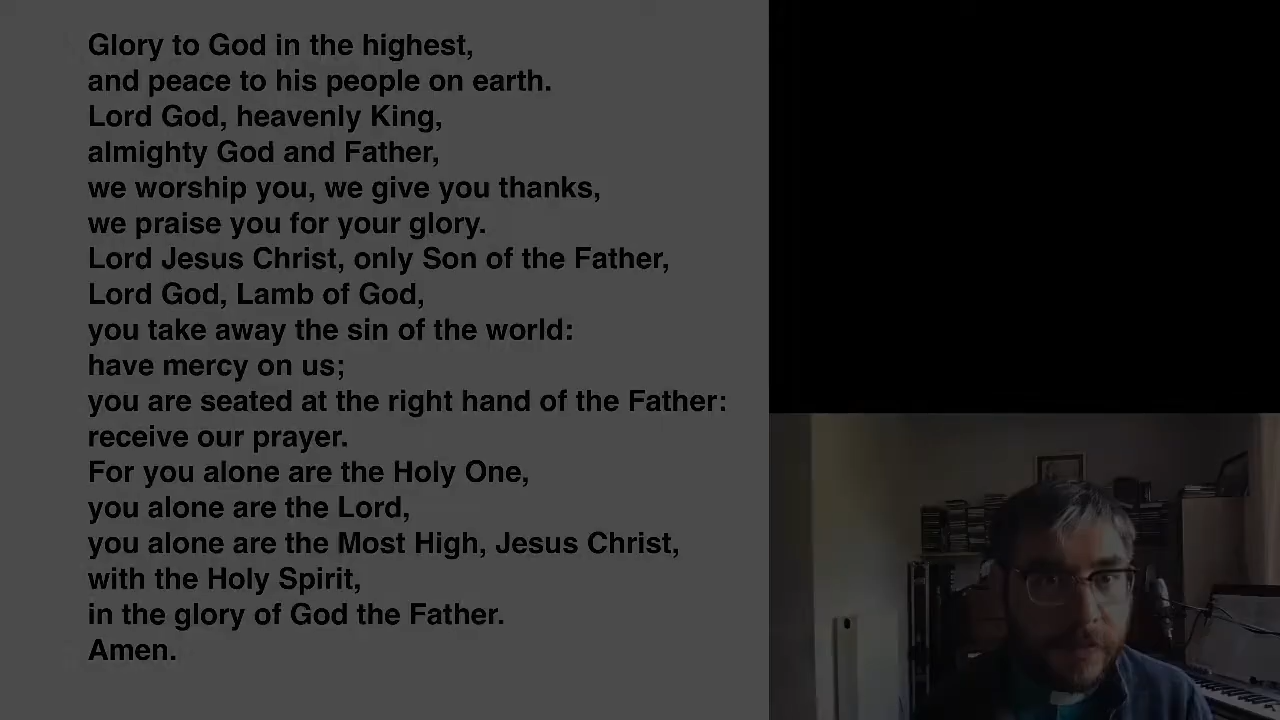 Glory to God in the highest,
and peace to his people on earth.
Lord God, heavenly King,
almighty God and Father,
we worship you, we give you thanks,
we praise you for your glory.
Lord Jesus Christ, only Son of the Father,
Lord God, Lamb of God,
you take away the sin of the world:
have mercy on us;
you are seated at the right hand of the Father:
receive our prayer.
For you alone are the Holy One,
you alone are the Lord,
you alone are the Most High, Jesus Christ,
with the Holy Spirit,
in the glory of God the Father.
Amen.